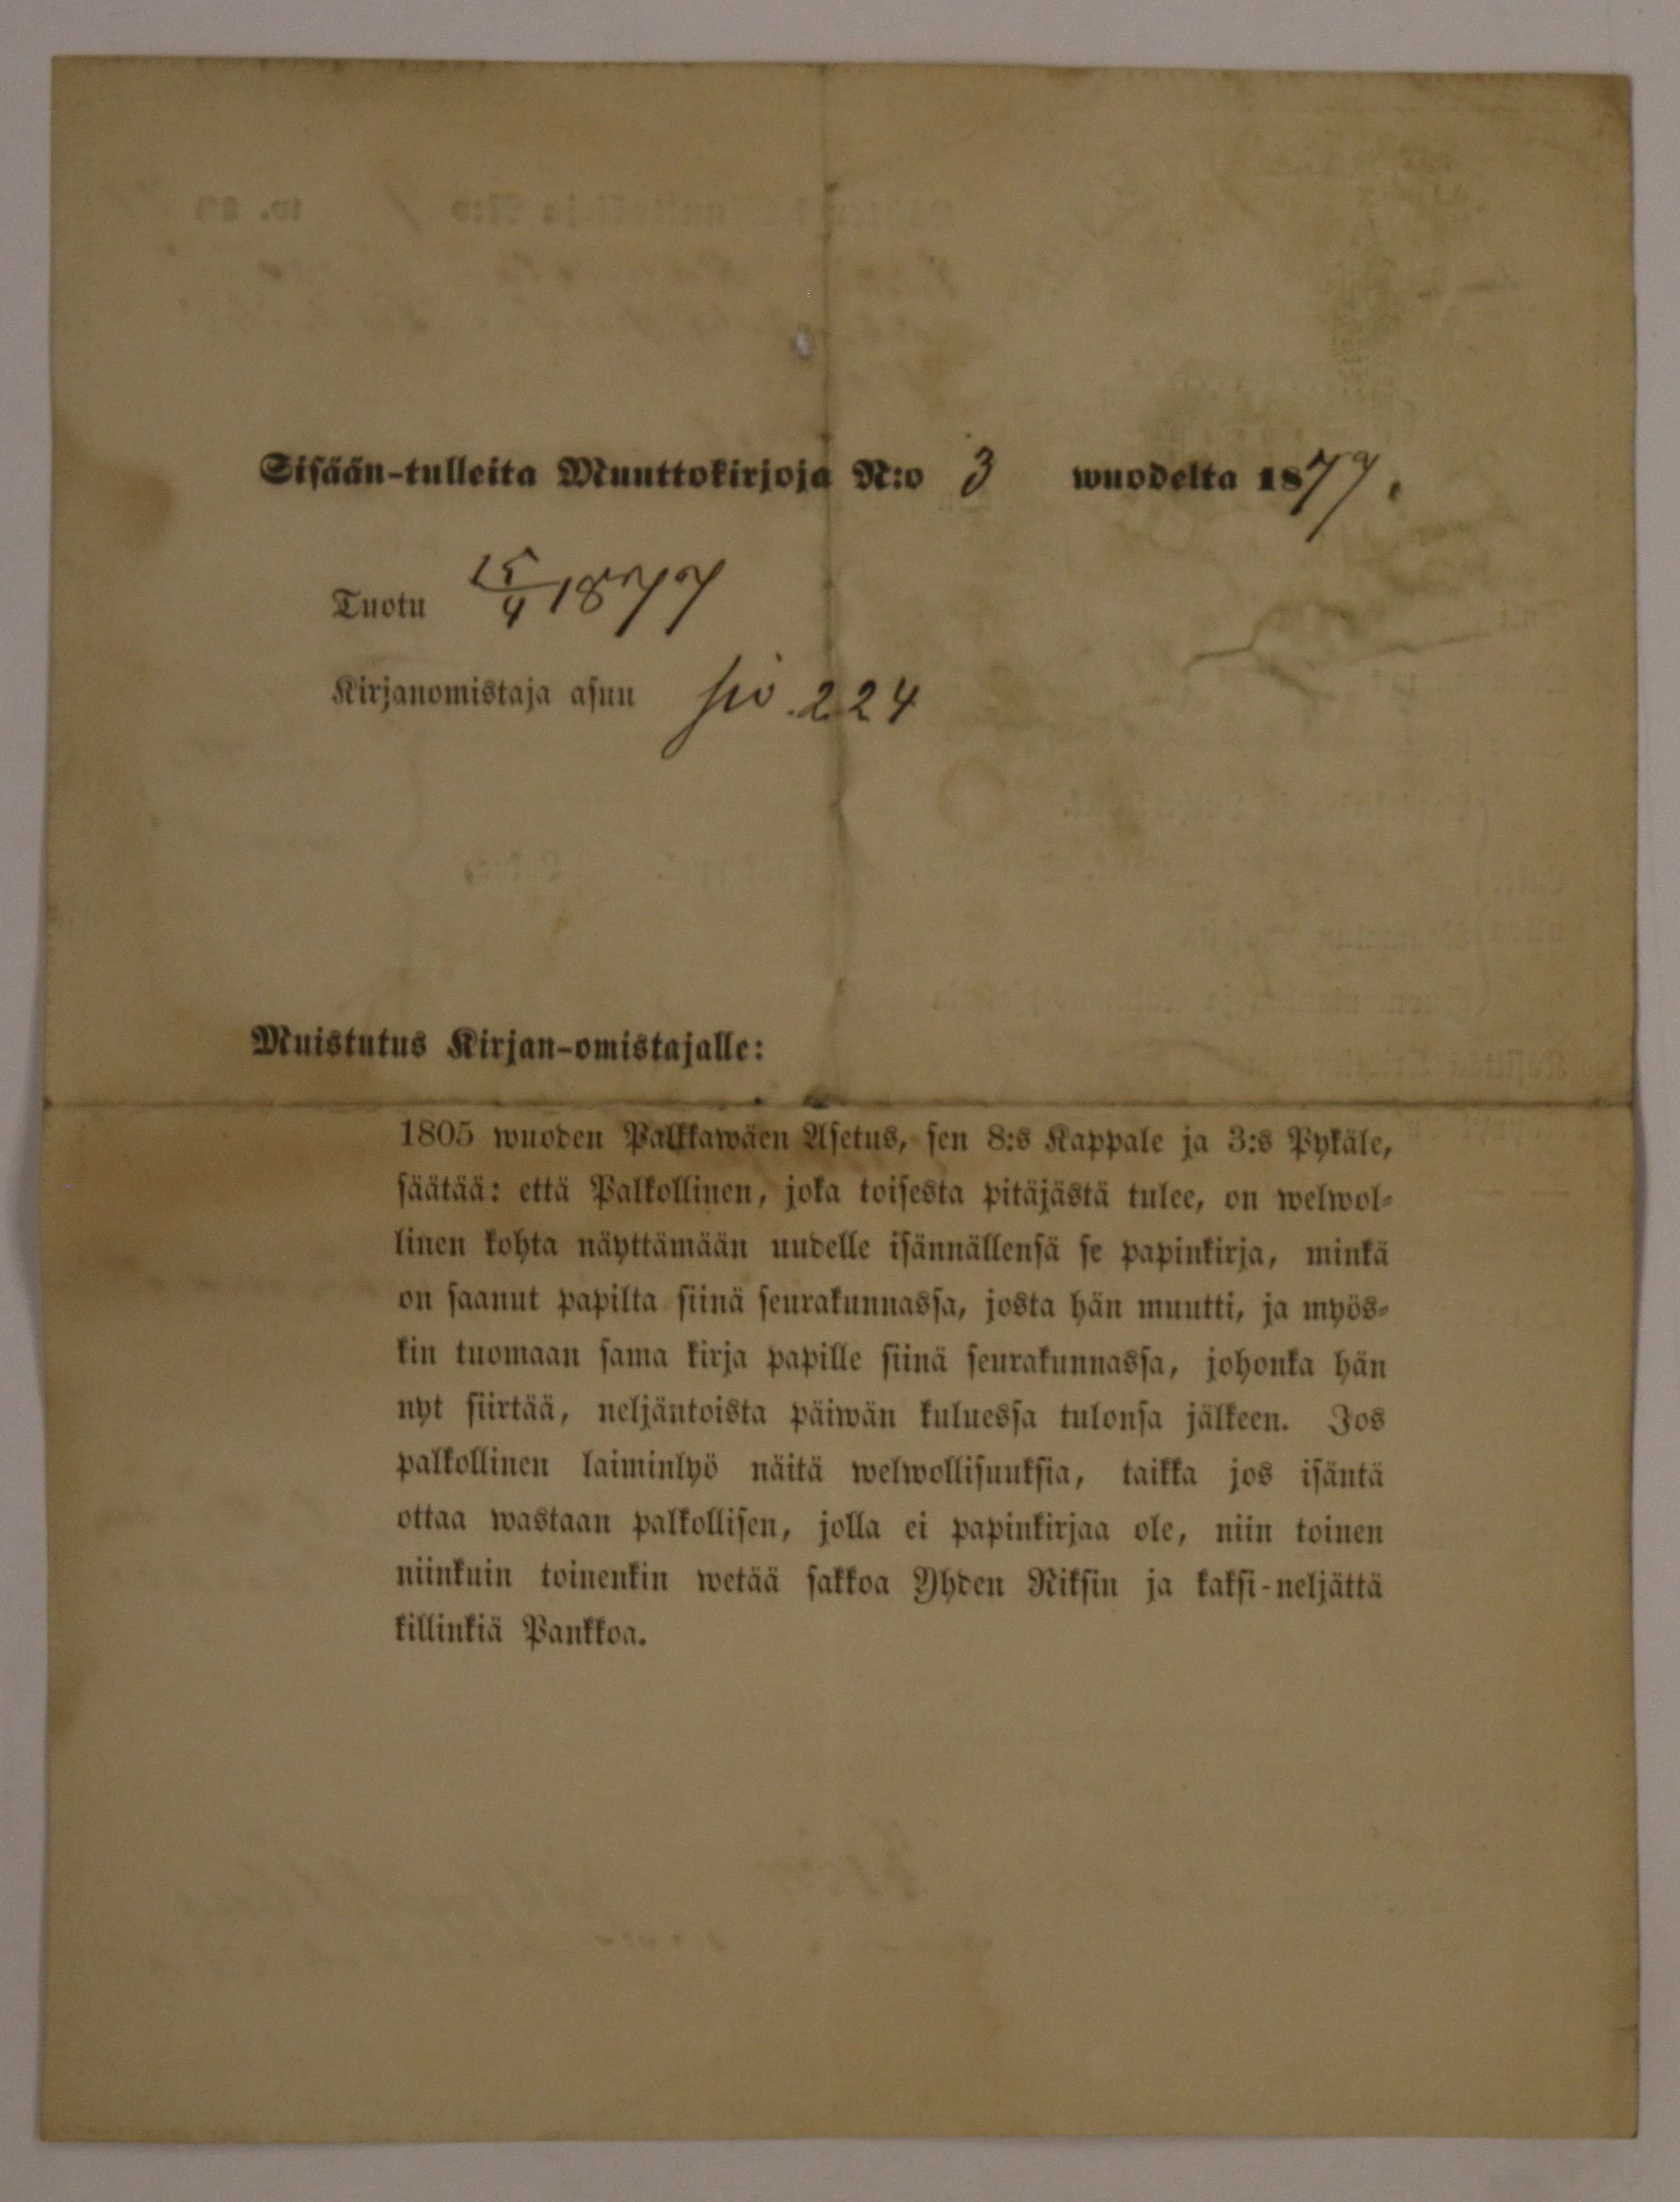 Sisään-tulleita Muuttokirjoja N:o 3 wuodelta 1877.
Tuotu 15/4 1877
Kirjanomistaja asuu siv. 224
Muistutus Kirjan-omistajalle:
1805 wuoden Palkkawäen Asetus, sen 8:s Kappale ja 3:s Pykäle,
säätää: että Palkollinen, joka toisesta pitäjästä tulee, on welwol-
linen kohta näyttämään uudelle isännällensä se papinkirja, minkä
on saanut papilta siinä seurakunnassa, josta hän muutti, ja myös-
kin tuomaan sama kirja papille siinä seurakunnassa, johonka hän
nyt siirtää, neljäntoista päiwän kuluessa tulonsa jälkeen. Jos
palkollinen laiminlyö näitä welwollisuuksia, taikka jos isäntä
ottaa wastaan palkollisen, jolla ei papinkirjaa ole, niin toinen
niinkuin toinenkin wetää sakkoa Yhden Riksin ja kaksi-neljättä
killinkiä Pankkoa.